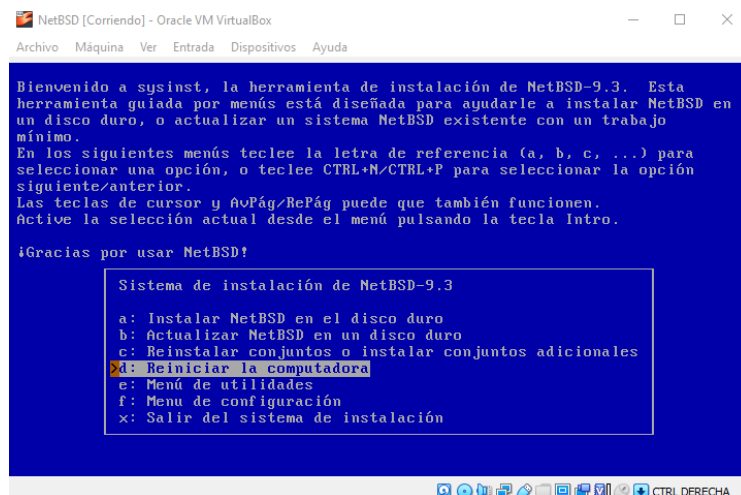 NetBSD [Corriendo] - Oracle VM VirtualBox
Archivo Máquina Ver Entrada Dispositivos Ayuda
Bienvenido a sysinst, la herramienta de instalación de NetBSD-9.3. Esta
herramienta guiada por menús está diseñada para ayudarle a instalar NetBSD en
un disco duro, o actualizar un sistema NetBSD existente con un trabajo
mínimo.
En los siguientes menús teclee la letra de referencia (a, b, c, ...) para
seleccionar una opción, o teclee CTRL+N/CTRL+P para seleccionar la opción
siguiente/anterior.
Las teclas de cursor y AvPág/RePág puede que también funcionen.
Active la selección actual desde el menú pulsando la tecla Intro.
¡Gracias por usar NetBSD!
Sistema de instalación de NetBSD-9.3
a: Instalar NetBSD en el disco duro
b: Actualizar NetBSD en un disco duro
c: Reinstalar conjuntos o instalar conjuntos adicionales
>d: Reiniciar la computadora
e: Menú de utilidades
f: Menu de configuración
x: Salir del sistema de instalación
CTRL DERECHA